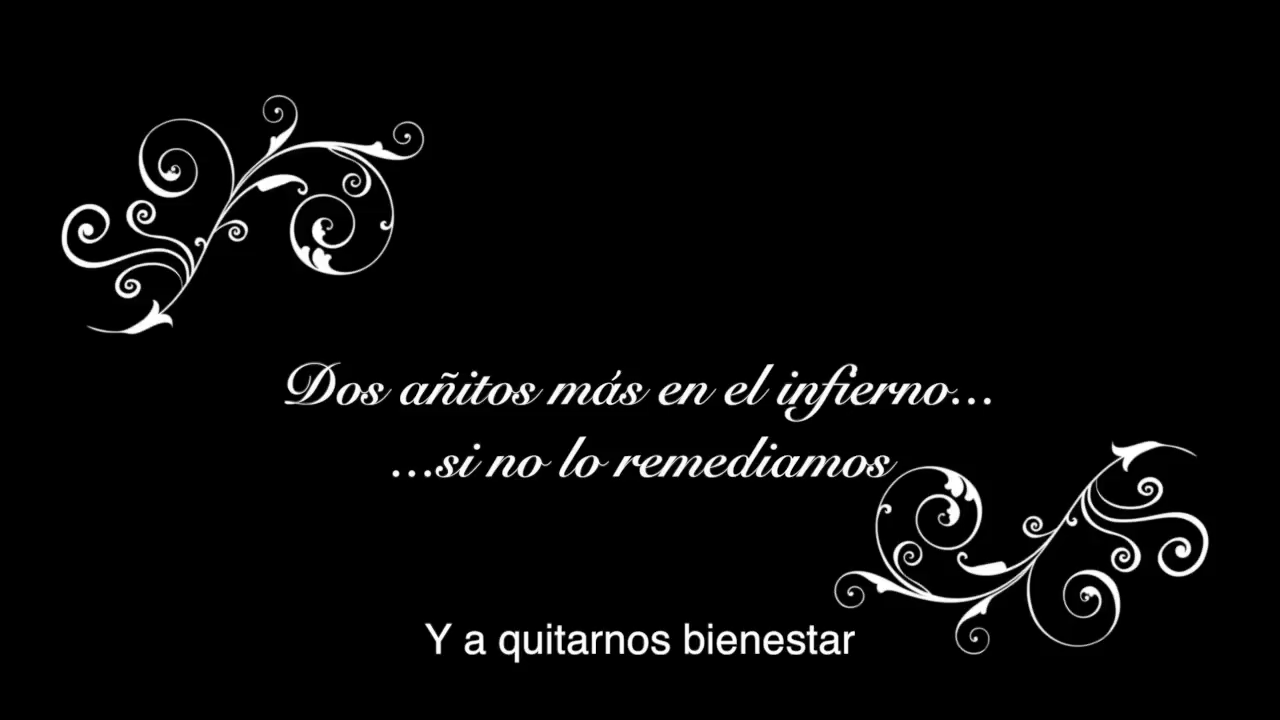 Dos añitos más en el infierno...
...si no lo remediamos
Y a quitarnos bienestar